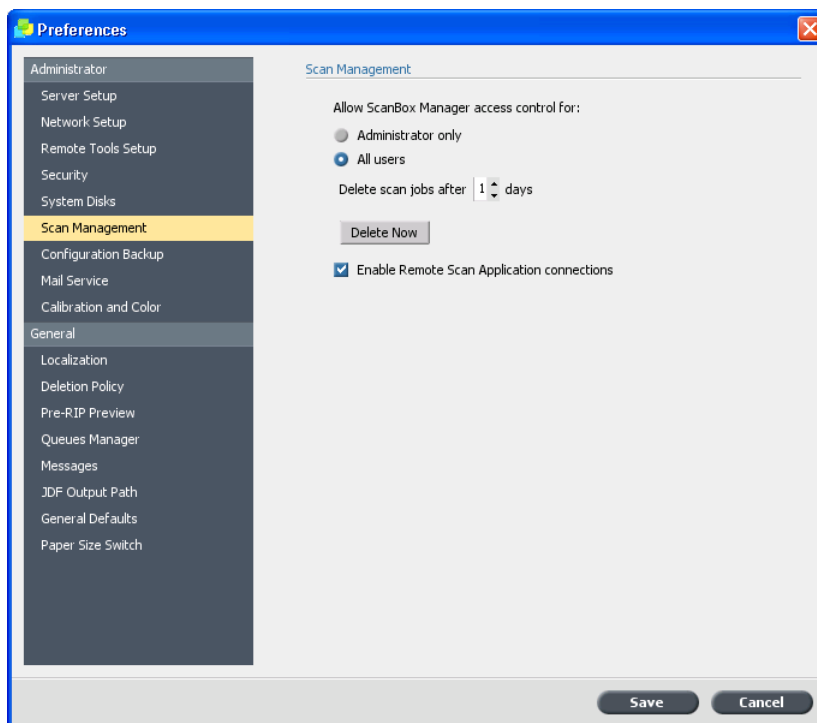 Preferences
Administrator
Server Setup
Network Setup
Remote Tools Setup
Security
System Disks
Scan Management
Configuration Backup
Mail Service
Calibration and Color
General
Localization
Deletion Policy
Pre-RIP Preview
Queues Manager
Messages
JDF Output Path
General Defaults
Paper Size Switch
Scan Management
Allow ScanBox Manager access control for:
Administrator only
All users
Delete scan jobs after 1 days
Delete Now
Enable Remote Scan Application connections
Save
Cancel